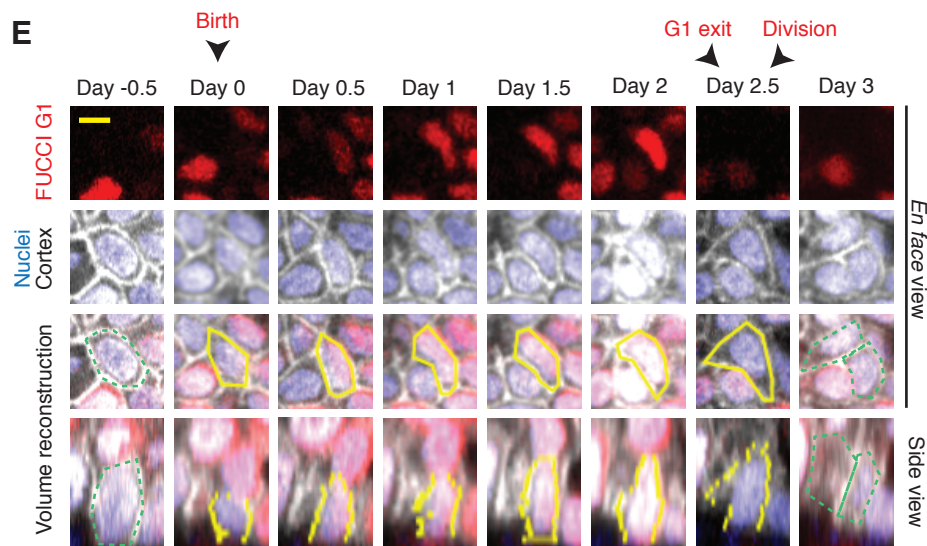 E
Birth
G1 exit Division
Day -0.5 Day 0 Day 0.5 Day 1 Day 1.5 Day 2 Day 2.5 Day 3
FUCCI G1
Nuclei
Cortex
Volume reconstruction
En face view
Side view